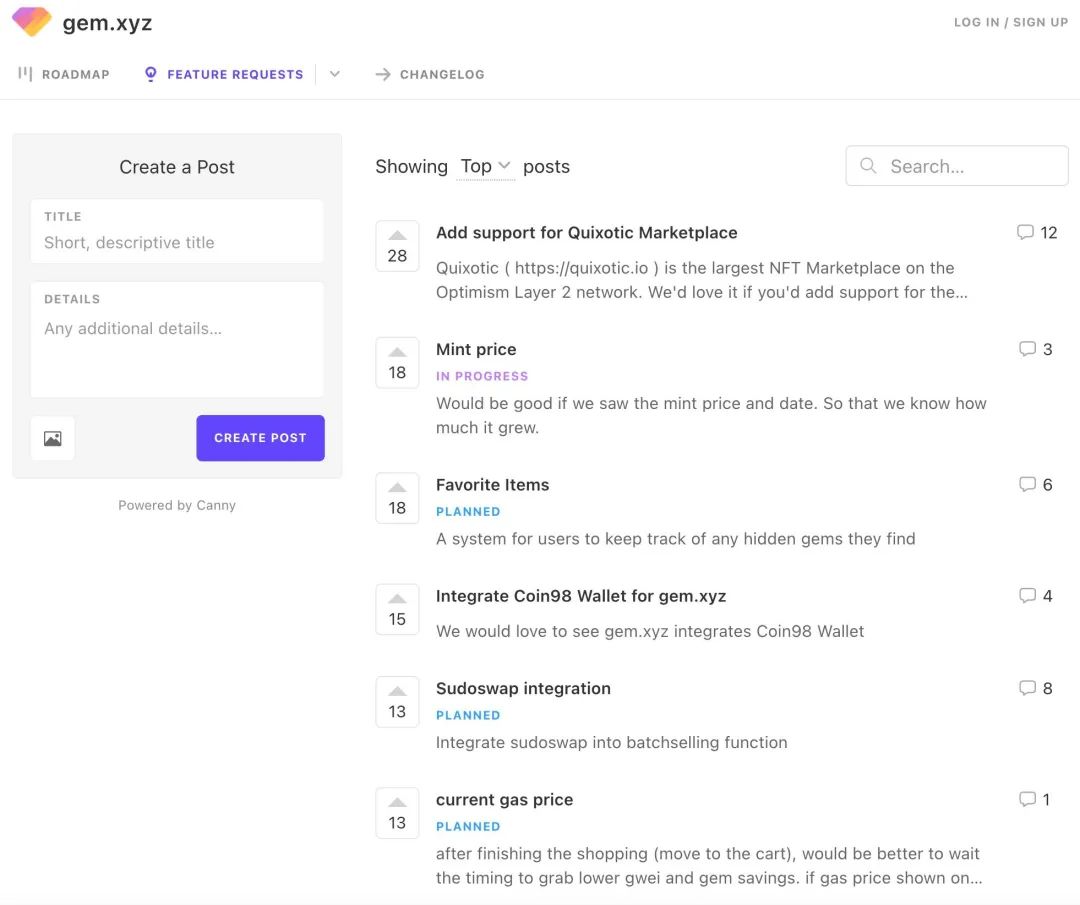 gem.xyz
LOG IN / SIGN UP
ROADMAP
FEATURE REQUESTS
CHANGELOG
Create a Post
TITLE
Short, descriptive title
DETAILS
Any additional details...
CREATE POST
Powered by Canny
Showing Top posts
Search...
28
Add support for Quixotic Marketplace
12
Quixotic ( https://quixotic.io ) is the largest NFT Marketplace on the
Optimism Layer 2 network. We'd love it if you'd add support for the...
18
Mint price
3
IN PROGRESS
Would be good if we saw the mint price and date. So that we know how
much it grew.
18
Favorite Items
6
PLANNED
A system for users to keep track of any hidden gems they find
15
Integrate Coin98 Wallet for gem.xyz
4
We would love to see gem.xyz integrates Coin98 Wallet
13
Sudoswap integration
8
PLANNED
Integrate sudoswap into batchselling function
13
current gas price
1
PLANNED
after finishing the shopping (move to the cart), would be better to wait
the timing to grab lower gwei and gem savings. if gas price shown on...